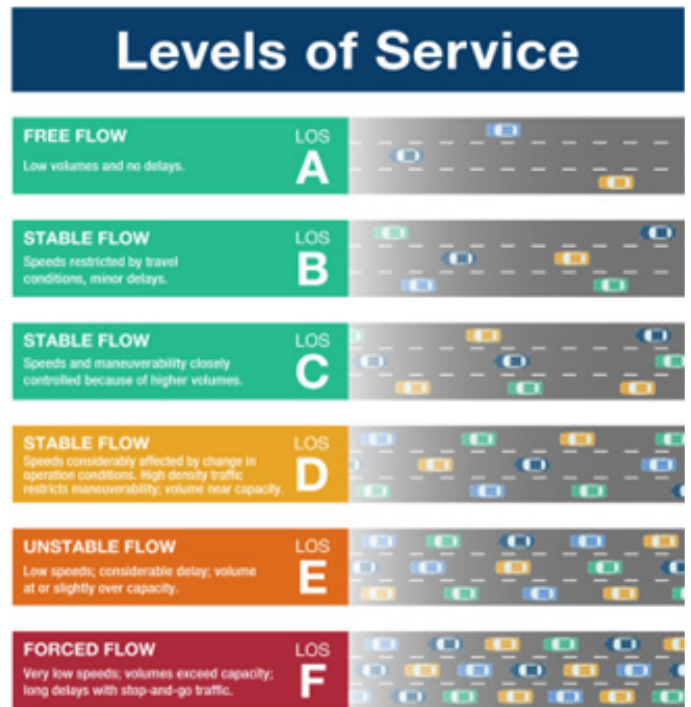 Levels of Service
FREE FLOW
LOS
A
Low volumes and no delays.
STABLE FLOW
LOS
B
Speeds restricted by travel
conditions, minor delays.
STABLE FLOW
LOS
C
Speeds and maneuverability closely
controlled because of higher volumes.
STABLE FLOW
LOS
D
Speeds considerably affected by change in
operation conditions. High density traffic
restricts maneuverability; volume near capacity.
UNSTABLE FLOW
LOS
E
Low speeds; considerable delay; volume
at or slightly over capacity.
FORCED FLOW
LOS
F
Very low speeds; volumes exceed capacity;
long delays with stop-and-go traffic.